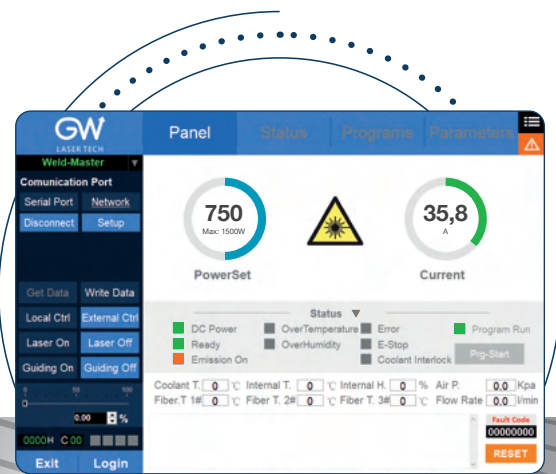 GW
LASER TECH
Panel Status Programs Parameters
Weld-Master
Comunication Port
Serial Port Network
Disconnect Setup
Get Data Write Data
Local Ctrl External Ctrl
Laser On Laser Off
Guiding On Guiding Off
0 50 100
0.00 %
0000H C 00
Exit Login
750
Max: 1500W
PowerSet
35,8
A
Current
Status ▼
DC Power OverTemperature Error Program Run
Ready OverHumidity E-Stop
Emission On Coolant Interlock Prg-Start
Coolant T. 0 ℃ Internal T. 0 ℃ Internal H. 0 % Air P. 0.0 Kpa
Fiber.T 1# 0 ℃ Fiber T. 2# 0 ℃ Fiber T. 3# 0 ℃ Flow Rate 0.0 l/min
Fault Code
00000000
RESET